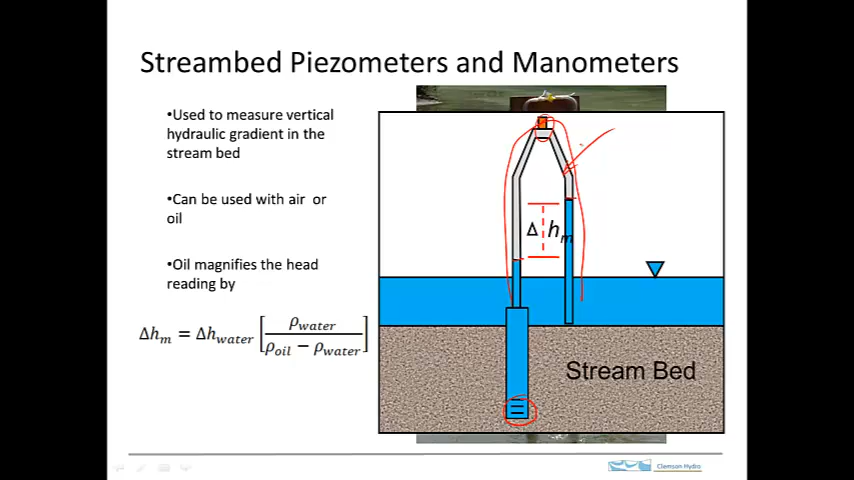 Streambed Piezometers and Manometers
•Used to measure vertical
hydraulic gradient in the
stream bed
•Can be used with air or
oil
•Oil magnifies the head
reading by
Δh_m = Δh_water [ρ_water / (ρ_oil − ρ_water)]
Δ h_m
Stream Bed
Clemson Hydro